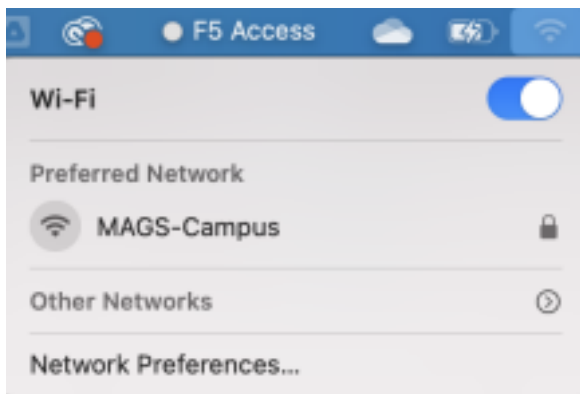 F5 Access
Wi-Fi
Preferred Network
MAGS-Campus
Other Networks
Network Preferences...